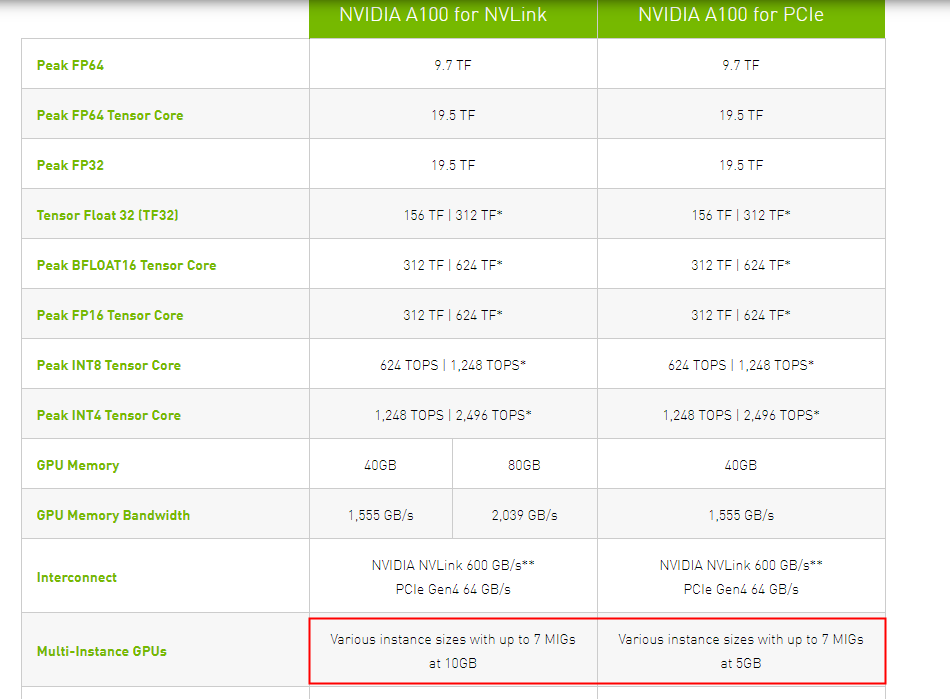 NVIDIA A100 for NVLink NVIDIA A100 for PCIe
Peak FP64 9.7 TF 9.7 TF
Peak FP64 Tensor Core 19.5 TF 19.5 TF
Peak FP32 19.5 TF 19.5 TF
Tensor Float 32 (TF32) 156 TF | 312 TF* 156 TF | 312 TF*
Peak BFLOAT16 Tensor Core 312 TF | 624 TF* 312 TF | 624 TF*
Peak FP16 Tensor Core 312 TF | 624 TF* 312 TF | 624 TF*
Peak INT8 Tensor Core 624 TOPS | 1,248 TOPS* 624 TOPS | 1,248 TOPS*
Peak INT4 Tensor Core 1,248 TOPS | 2,496 TOPS* 1,248 TOPS | 2,496 TOPS*
GPU Memory 40GB 80GB 40GB
GPU Memory Bandwidth 1,555 GB/s 2,039 GB/s 1,555 GB/s
Interconnect
NVIDIA NVLink 600 GB/s** NVIDIA NVLink 600 GB/s**
PCIe Gen4 64 GB/s PCIe Gen4 64 GB/s
Multi-Instance GPUs
Various instance sizes with up to 7 MIGs Various instance sizes with up to 7 MIGs
at 10GB at 5GB